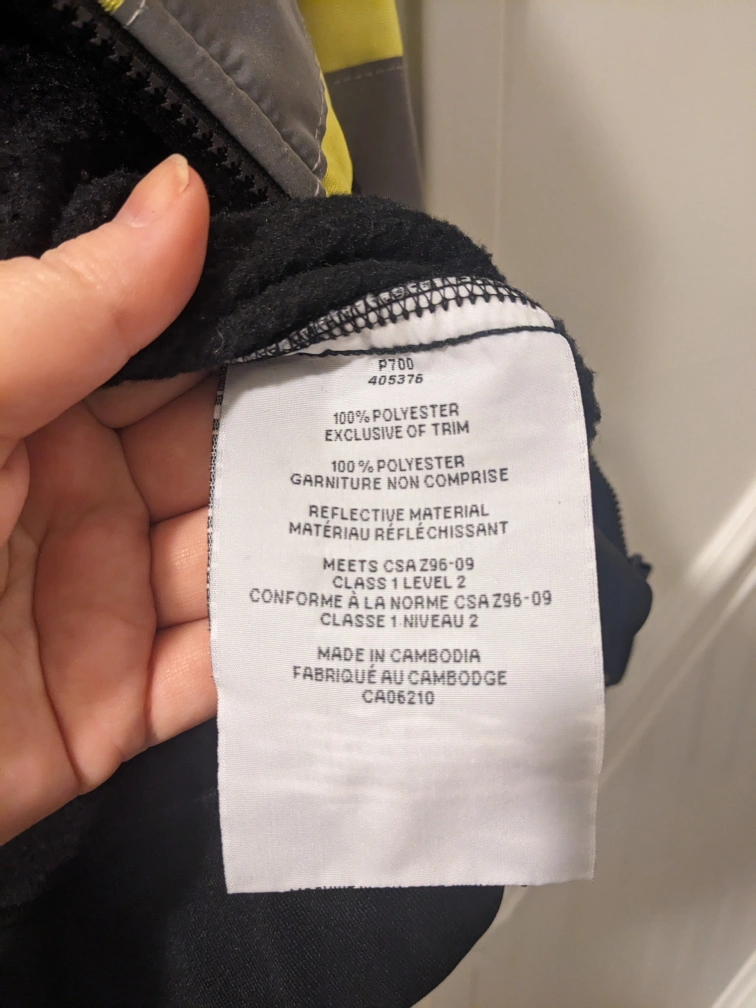 P700
405376
100% POLYESTER
EXCLUSIVE OF TRIM
100% POLYESTER
GARNITURE NON COMPRISE
REFLECTIVE MATERIAL
MATÉRIAU RÉFLÉCHISSANT
MEETS CSA Z96-09
CLASS 1 LEVEL 2
CONFORME À LA NORME CSA Z96-09
CLASSE 1 NIVEAU 2
MADE IN CAMBODIA
FABRIQUÉ AU CAMBODGE
CA06210